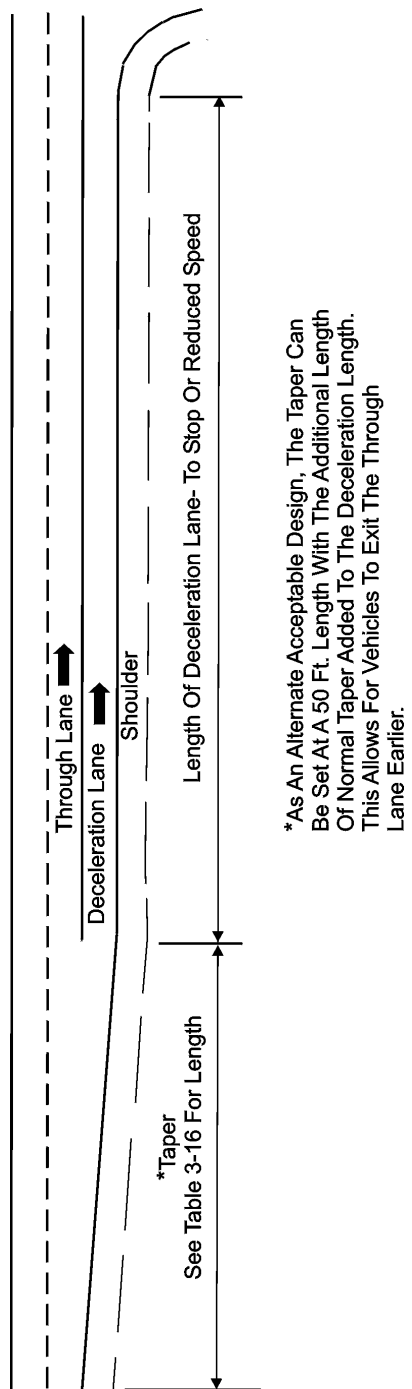 Through Lane
Deceleration Lane
Shoulder
*Taper
See Table 3-16 For Length
Length Of Deceleration Lane- To Stop Or Reduced Speed
*As An Alternate Acceptable Design, The Taper Can
Be Set At A 50 Ft. Length With The Additional Length
Of Normal Taper Added To The Deceleration Length.
This Allows For Vehicles To Exit The Through
Lane Earlier.